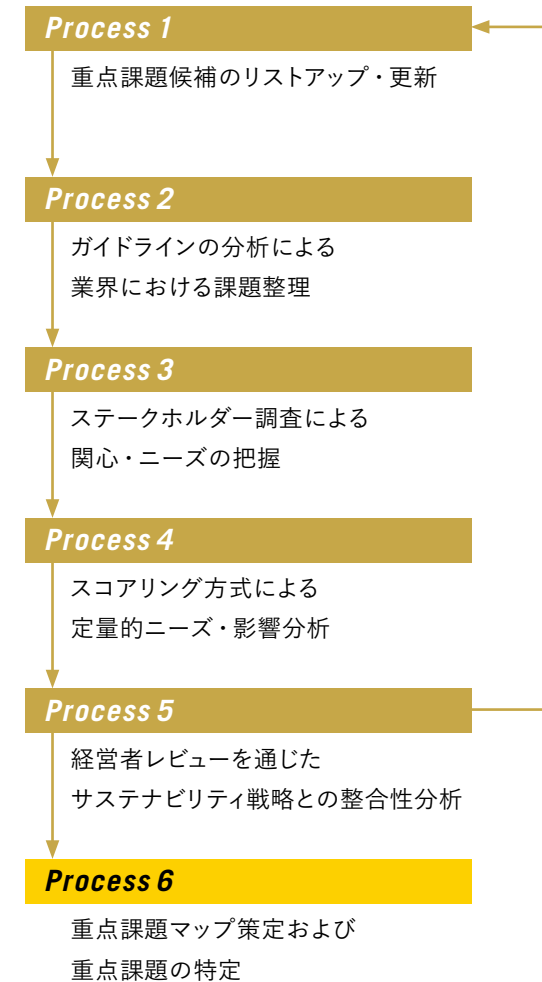 Process 1
重点課題候補のリストアップ・更新
Process 2
ガイドラインの分析による
業界における課題整理
Process 3
ステークホルダー調査による
関心・ニーズの把握
Process 4
スコアリング方式による
定量的ニーズ・影響分析
Process 5
経営者レビューを通じた
サステナビリティ戦略との整合性分析
Process 6
重点課題マップ策定および
重点課題の特定